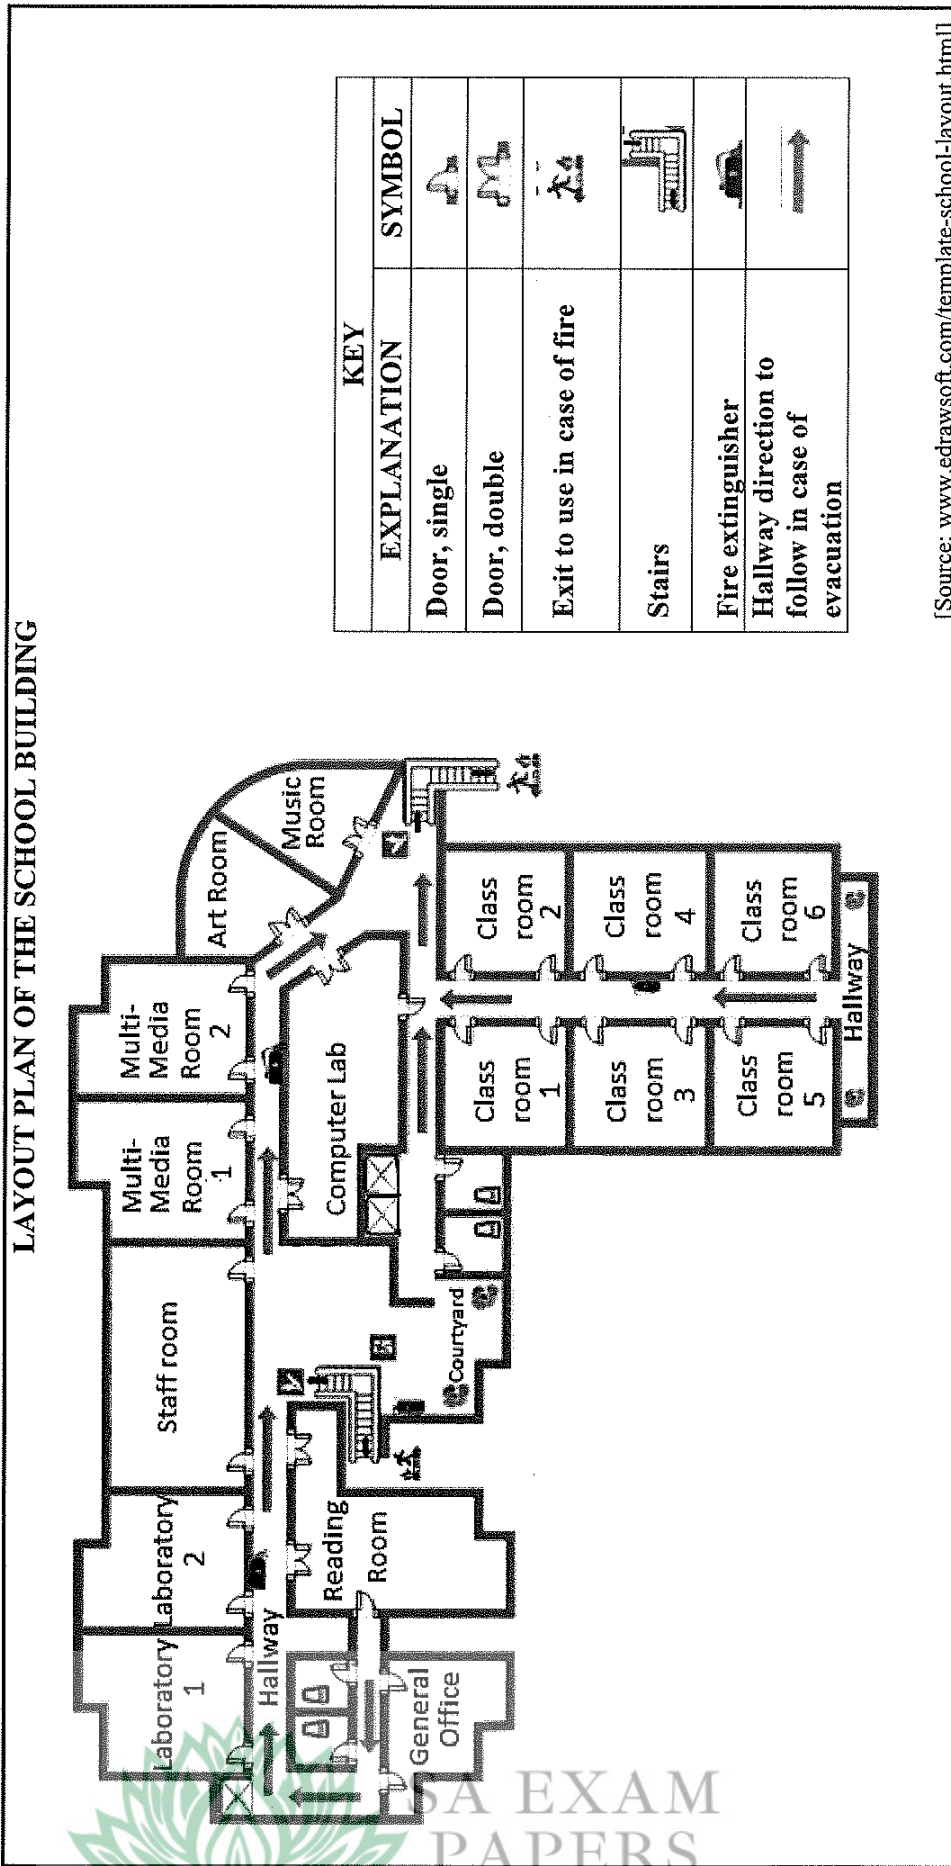 LAYOUT PLAN OF THE SCHOOL BUILDING
Laboratory
1
Laboratory
2
Staff room
Multi-
Media
Room
1
Multi-
Media
Room
2
Art Room
Music
Room
Hallway
Reading
Room
General
Office
Computer Lab
Courtyard
Class
room
1
Class
room
2
Class
room
3
Class
room
4
Class
room
5
Class
room
6
Hallway
KEY
EXPLANATION SYMBOL
Door, single
Door, double
Exit to use in case of fire
Stairs
Fire extinguisher
Hallway direction to
follow in case of
evacuation
[Source: www.edrawsoft.com/template-school-layout.html]
SA EXAM
PAPERS